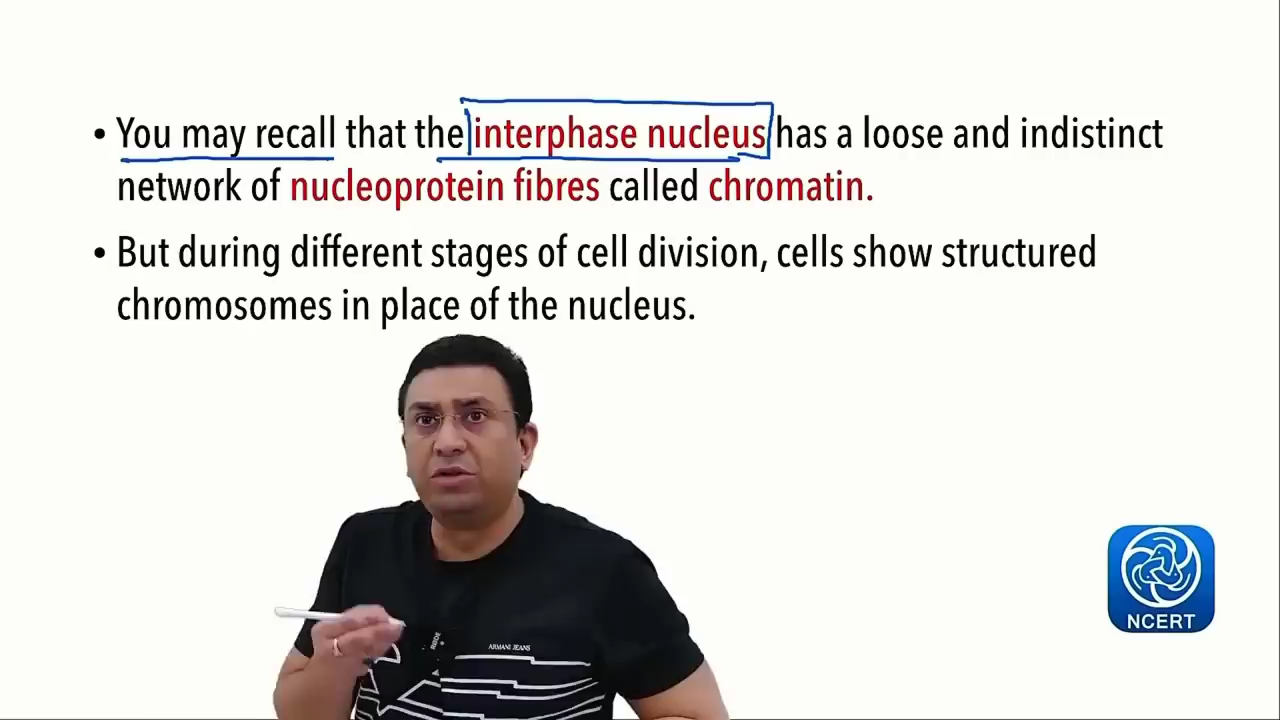 • You may recall that the interphase nucleus has a loose and indistinct
network of nucleoprotein fibres called chromatin.
• But during different stages of cell division, cells show structured
chromosomes in place of the nucleus.
RODE
ARMANI JEANS
NCERT